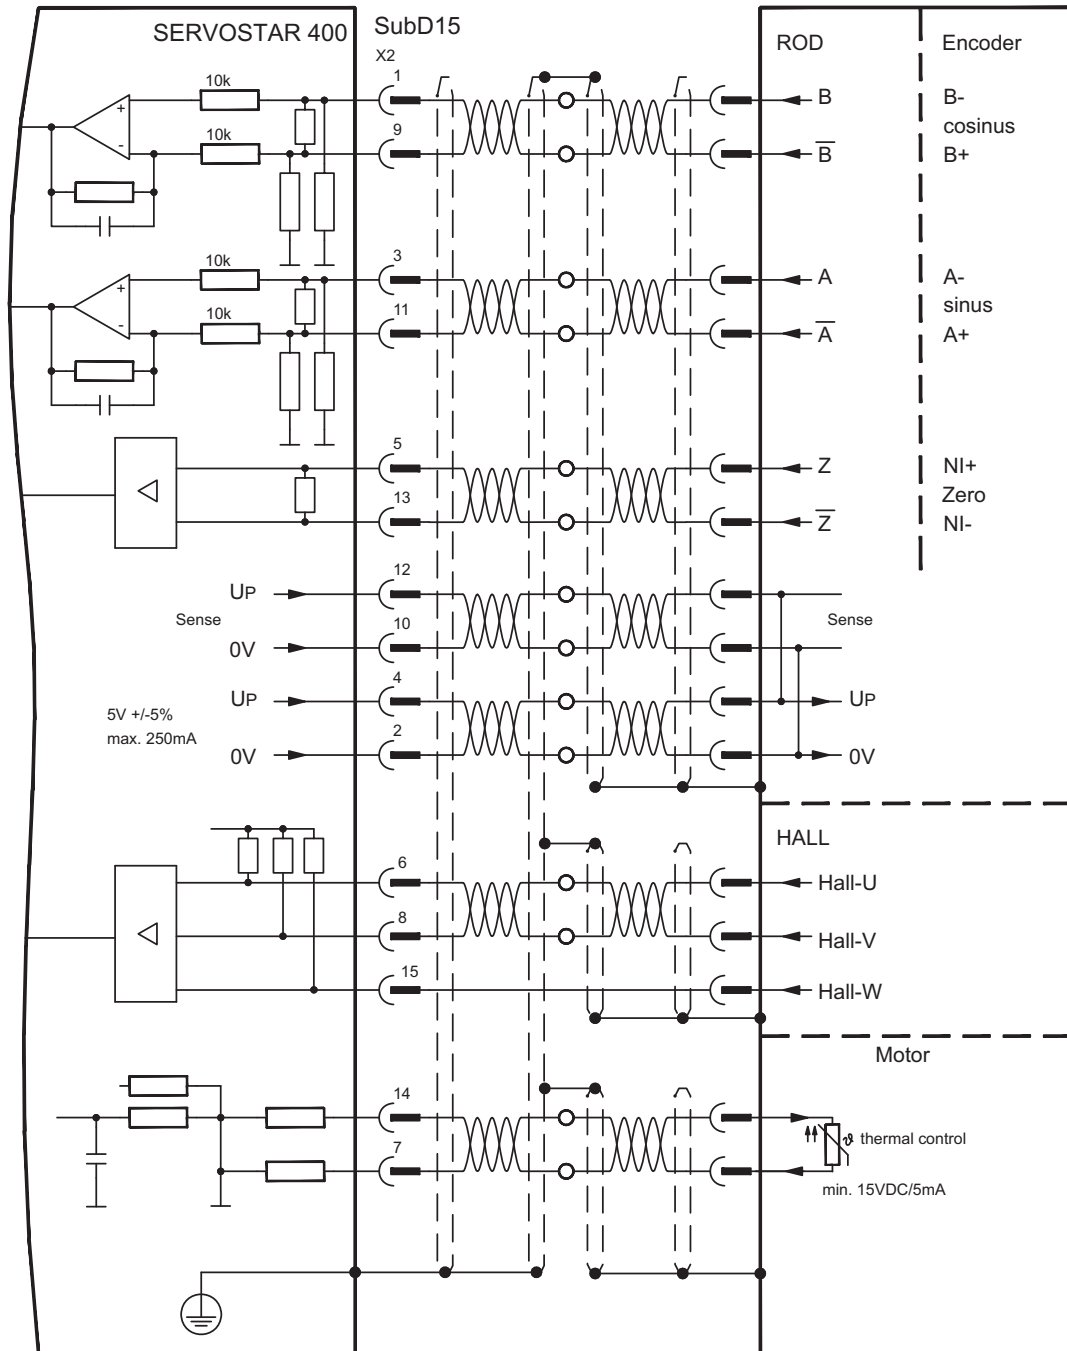 SERVOSTAR 400 SubD15
X2
ROD Encoder
10k 1 B B-
cosinus
10k 9 B̅ B+
10k 3 A A-
sinus
10k 11 A̅ A+
5 Z NI+
Zero
13 Z̅ NI-
12
UP
Sense Sense
10
0V
4
UP UP
5V +/-5%
max. 250mA
2
0V 0V
HALL
6 Hall-U
8 Hall-V
15 Hall-W
Motor
14
ϑ thermal control
7
min. 15VDC/5mA